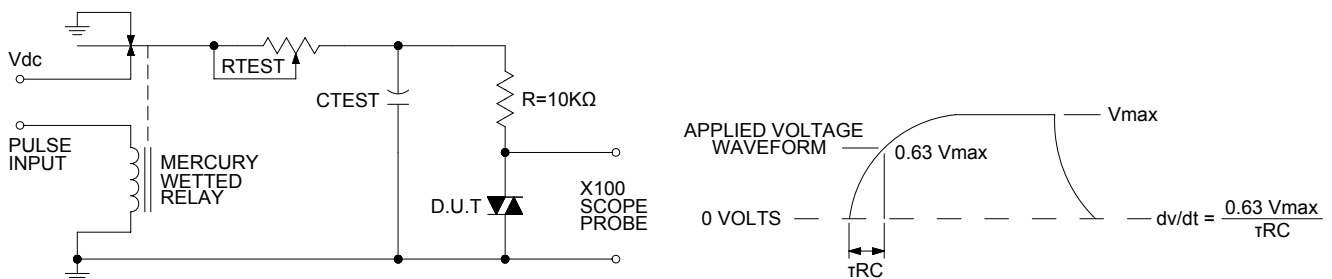 Vdc
RTEST
CTEST
R=10KΩ
PULSE
INPUT
MERCURY
WETTED
RELAY
D.U.T
X100
SCOPE
PROBE
APPLIED VOLTAGE
WAVEFORM
Vmax
0.63 Vmax
0 VOLTS
dv/dt = 0.63 Vmax
τRC
τRC